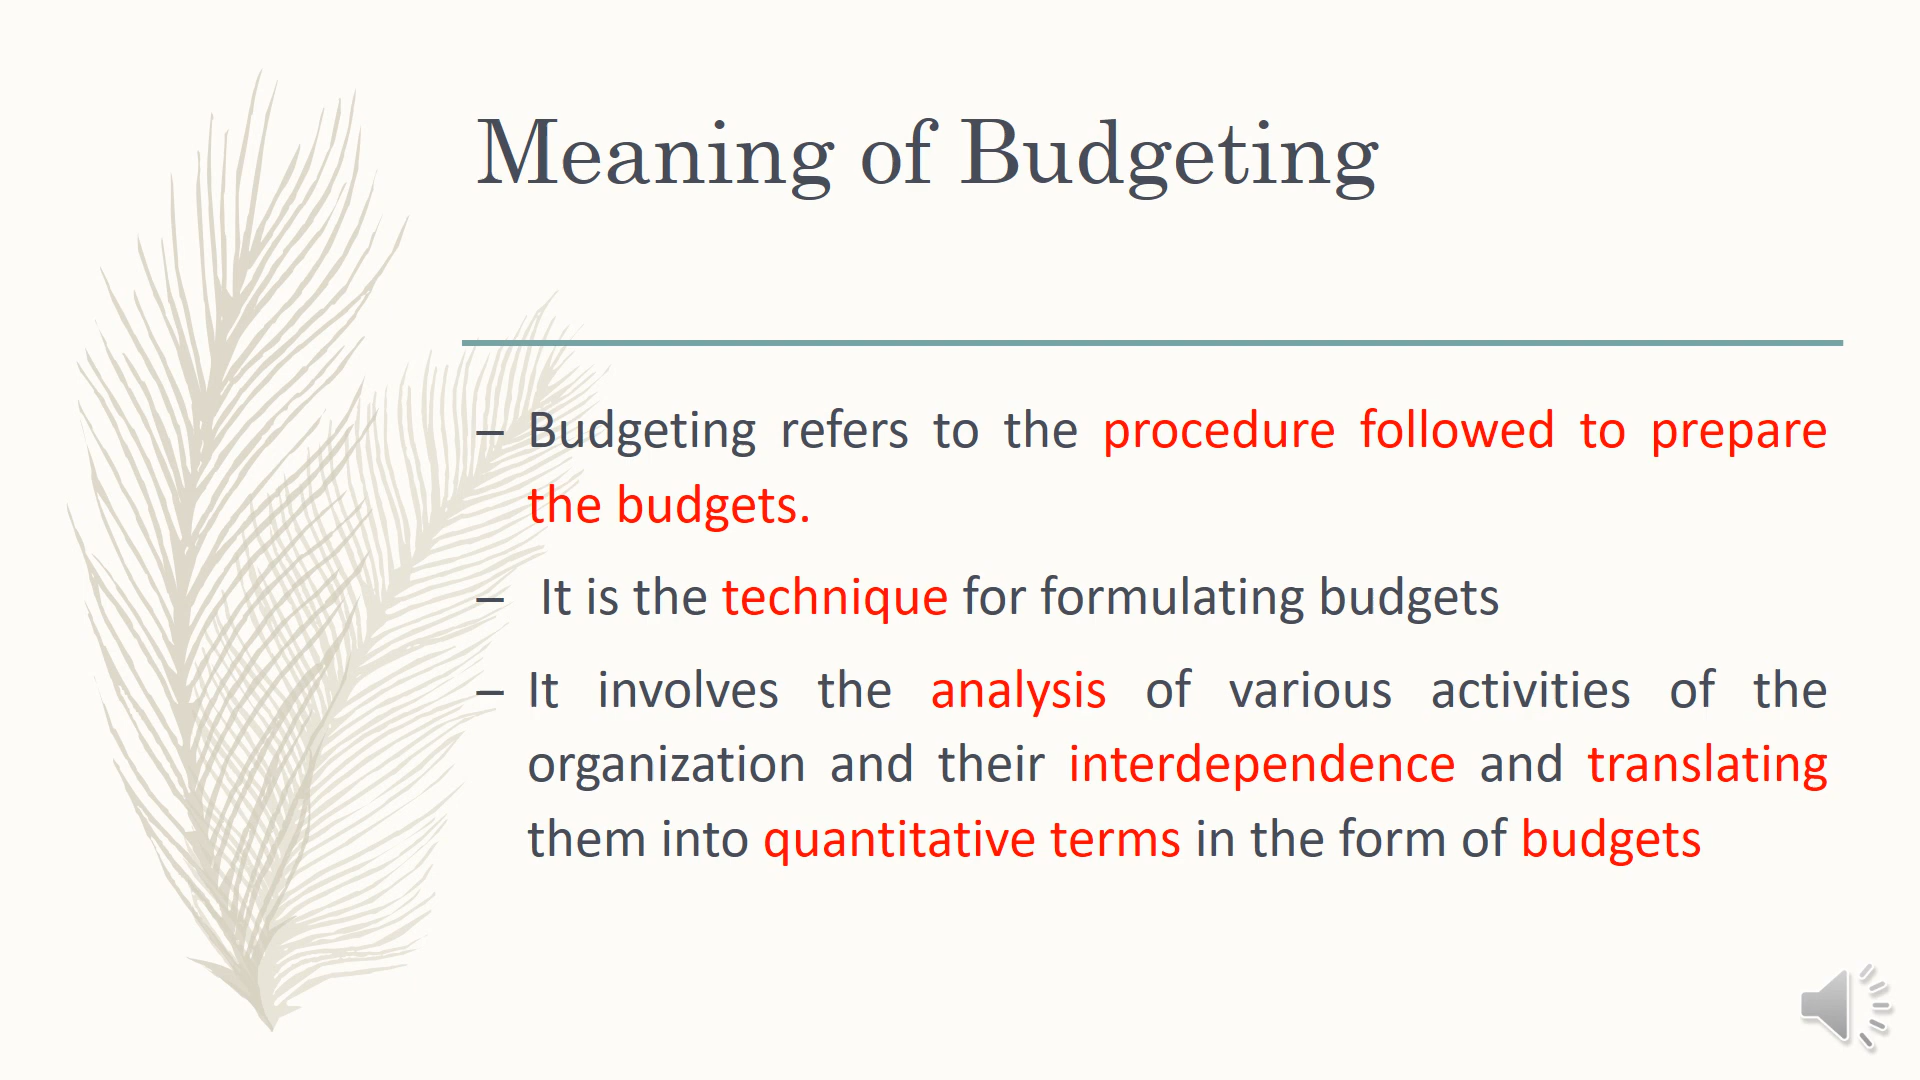 Meaning of Budgeting
– Budgeting refers to the procedure followed to prepare
the budgets.
– It is the technique for formulating budgets
– It involves the analysis of various activities of the
organization and their interdependence and translating
them into quantitative terms in the form of budgets